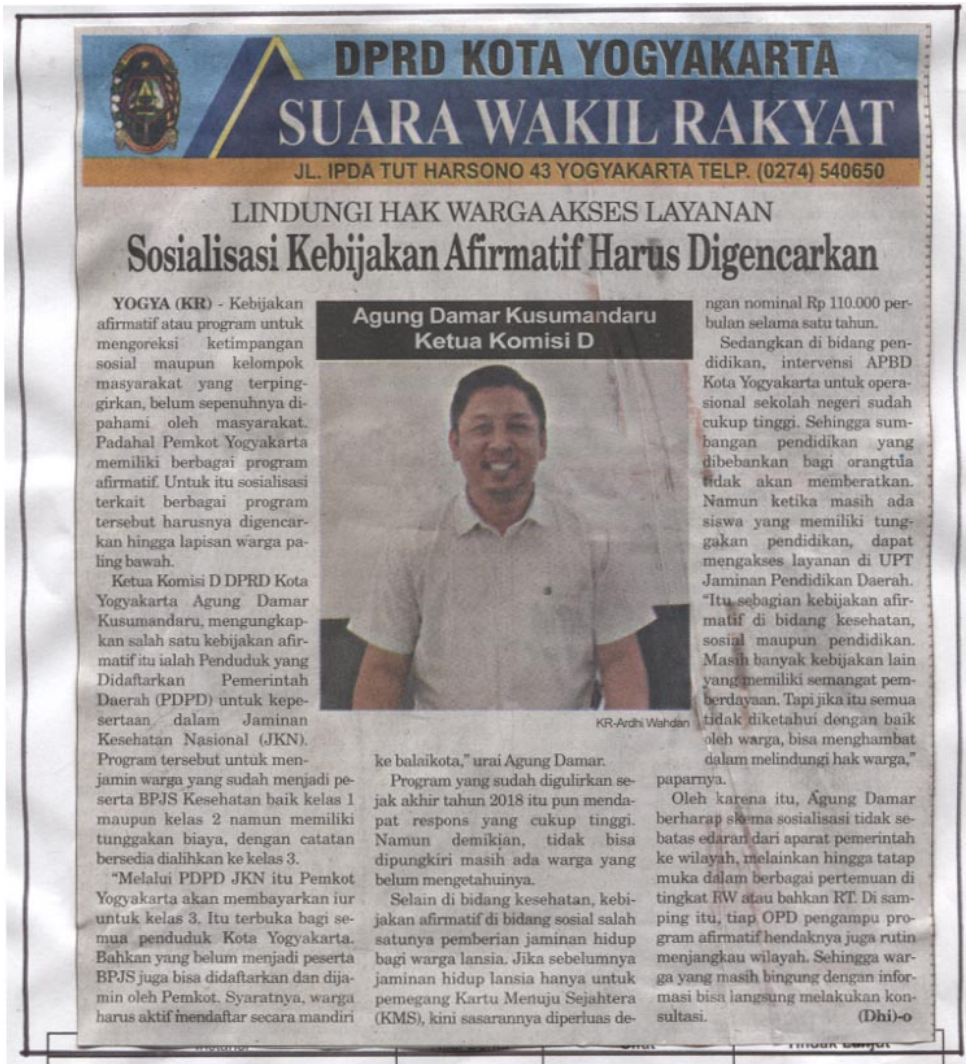 DPRD KOTA YOGYAKARTA
SUARA WAKIL RAKYAT
JL. IPDA TUT HARSONO 43 YOGYAKARTA TELP. (0274) 540650
LINDUNGI HAK WARGA AKSES LAYANAN
Sosialisasi Kebijakan Afirmatif Harus Digencarkan
YOGYA (KR) - Kebijakan
afirmatif atau program untuk
mengoreksi ketimpangan
sosial maupun kelompok
masyarakat yang terping-
girkan, belum sepenuhnya di-
pahami oleh masyarakat.
Padahal Pemkot Yogyakarta
memiliki berbagai program
afirmatif. Untuk itu sosialisasi
terkait berbagai program
tersebut harusnya digencar-
kan hingga lapisan warga pa-
ling bawah.
Ketua Komisi D DPRD Kota
Yogyakarta Agung Damar
Kusumandaru, mengungkap-
kan salah satu kebijakan afir-
matif itu ialah Penduduk yang
Didaftarkan Pemerintah
Daerah (PDPD) untuk kepe-
sertaan dalam Jaminan
Kesehatan Nasional (JKN).
Program tersebut untuk men-
jamin warga yang sudah menjadi pe-
serta BPJS Kesehatan baik kelas 1
maupun kelas 2 namun memiliki
tunggakan biaya, dengan catatan
bersedia dialihkan ke kelas 3.
"Melalui PDPD JKN itu Pemkot
Yogyakarta akan membayarkan iur
untuk kelas 3. Itu terbuka bagi se-
mua penduduk Kota Yogyakarta.
Bahkan yang belum menjadi peserta
BPJS juga bisa didaftarkan dan dija-
min oleh Pemkot. Syaratnya, warga
harus aktif mendaftar secara mandiri
Agung Damar Kusumandaru
Ketua Komisi D
KR-Ardhi Wahdan
ke balaikota," urai Agung Damar.
Program yang sudah digulirkan se-
jak akhir tahun 2018 itu pun menda-
pat respons yang cukup tinggi.
Namun demikian, tidak bisa
dipungkiri masih ada warga yang
belum mengetahuinya.
Selain di bidang kesehatan, kebi-
jakan afirmatif di bidang sosial salah
satunya pemberian jaminan hidup
bagi warga lansia. Jika sebelumnya
jaminan hidup lansia hanya untuk
pemegang Kartu Menuju Sejahtera
(KMS), kini sasarannya diperluas de-
ngan nominal Rp 110.000 per-
bulan selama satu tahun.
Sedangkan di bidang pen-
didikan, intervensi APBD
Kota Yogyakarta untuk opera-
sional sekolah negeri sudah
cukup tinggi. Sehingga sum-
bangan pendidikan yang
dibebankan bagi orangtua
tidak akan memberatkan.
Namun ketika masih ada
siswa yang memiliki tung-
gakan pendidikan, dapat
mengakses layanan di UPT
Jaminan Pendidikan Daerah.
"Itu sebagian kebijakan afir-
matif di bidang kesehatan,
sosial maupun pendidikan.
Masih banyak kebijakan lain
yang memiliki semangat pem-
berdayaan. Tapi jika itu semua
tidak diketahui dengan baik
oleh warga, bisa menghambat
dalam melindungi hak warga,"
paparnya.
Oleh karena itu, Agung Damar
berharap skema sosialisasi tidak se-
batas edaran dari aparat pemerintah
ke wilayah, melainkan hingga tatap
muka dalam berbagai pertemuan di
tingkat RW atau bahkan RT. Di sam-
ping itu, tiap OPD pengampu pro-
gram afirmatif hendaknya juga rutin
menjangkau wilayah. Sehingga war-
ga yang masih bingung dengan infor-
masi bisa langsung melakukan kon-
sultasi. (Dhi)-o